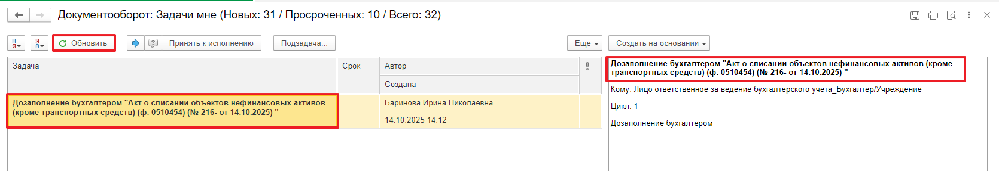 Документооборот: Задачи мне (Новых: 31 / Просроченных: 10 / Всего: 32)
Обновить
Принять к исполнению
Подзадача...
Еще
Создать на основании
Задача
Срок
Автор
Создана
Дозаполнение бухгалтером "Акт о списании объектов нефинансовых активов
(кроме транспортных средств) (ф. 0510454) (№ 216- от 14.10.2025) "
Баринова Ирина Николаевна
14.10.2025 14:12
Дозаполнение бухгалтером "Акт о списании объектов нефинансовых активов (кроме
транспортных средств) (ф. 0510454) (№ 216- от 14.10.2025) "
Кому: Лицо ответственное за ведение бухгалтерского учета_Бухгалтер/Учреждение
Цикл: 1
Дозаполнение бухгалтером